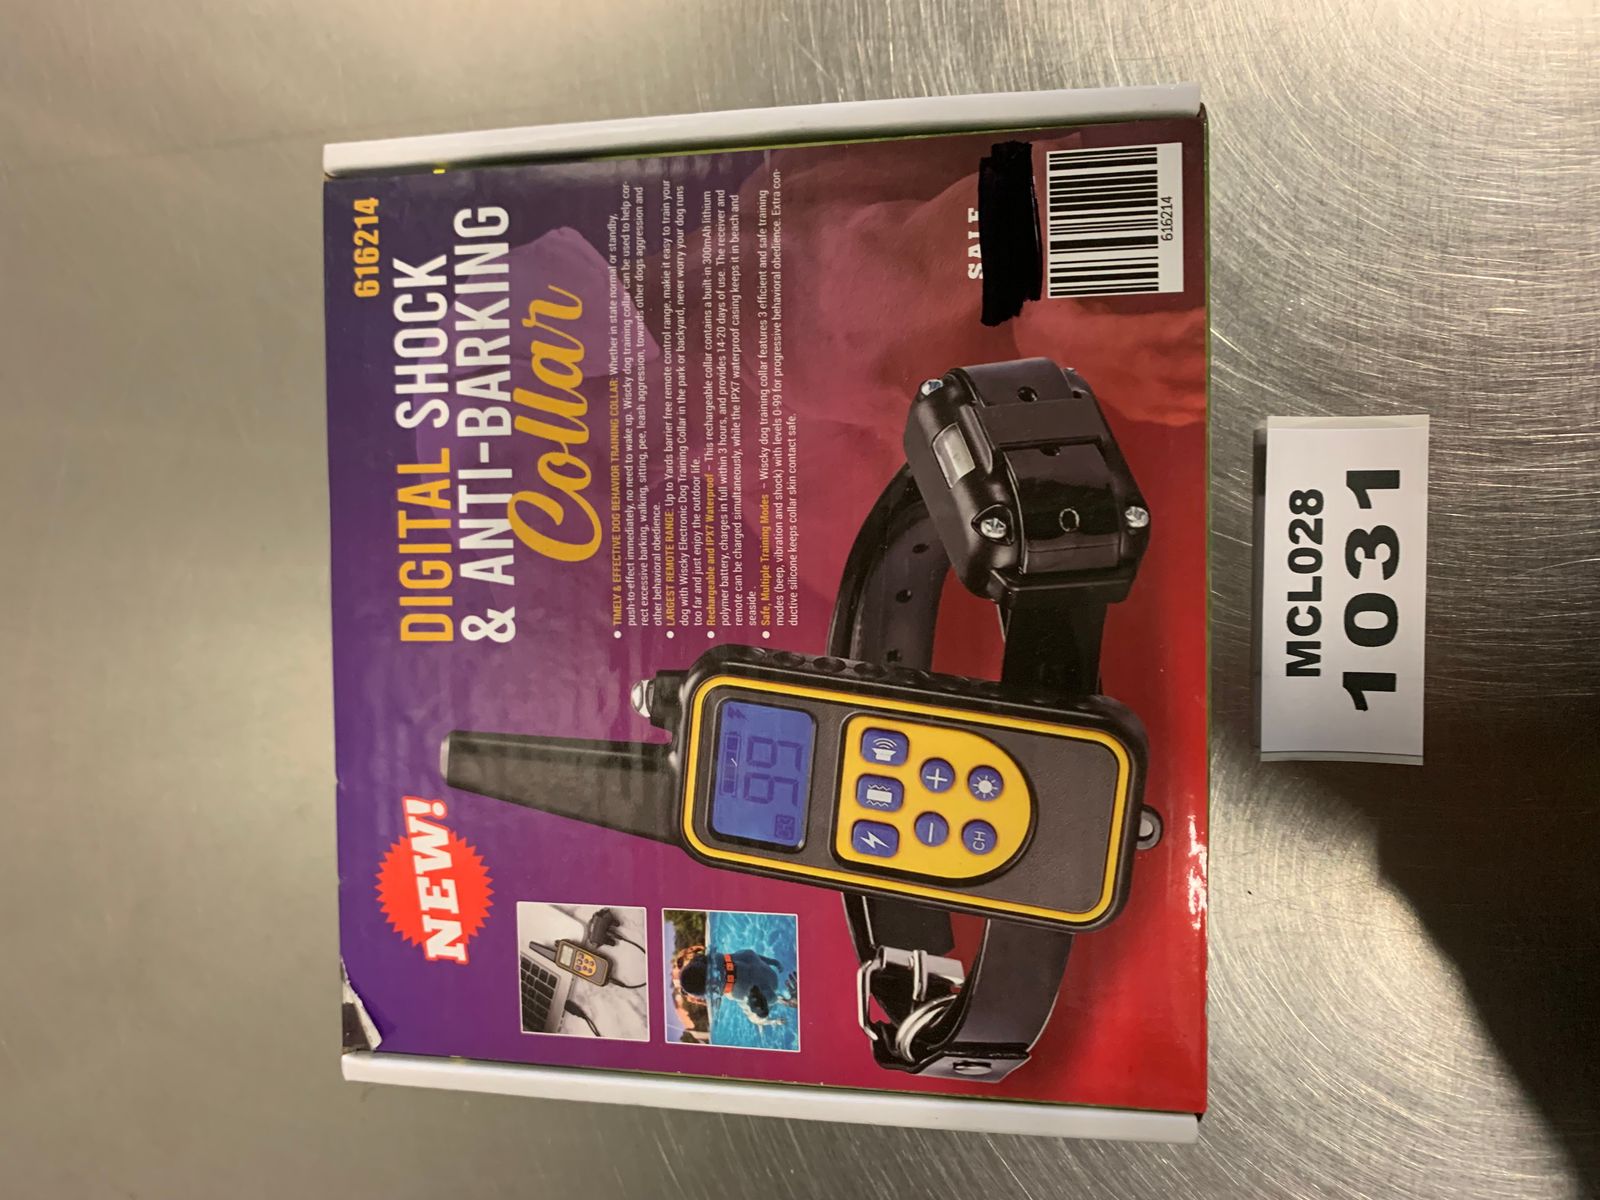 616214
DIGITAL SHOCK
& ANTI-BARKING
Collar
NEW!
• TIMELY & EFFECTIVE DOG BEHAVIOR TRAINING COLLAR: Whether in state normal or standby,
push-to-effect immediately, no need to wake up. Wiscky dog training collar can be used to help cor-
rect excessive barking, walking, sitting, pee, leash aggression, towards other dogs aggression and
other behavioral obedience.
• LARGEST REMOTE RANGE: Up to Yards barrier free remote control range, makie it easy to train your
dog with Wiscky Electronic Dog Training Collar in the park or backyard, never worry your dog runs
too far and just enjoy the outdoor life.
• Rechargeable and IPX7 Waterproof – This rechargeable collar contains a built-in 300mAh lithium
polymer battery, charges in full within 3 hours, and provides 14-20 days of use. The receiver and
remote can be charged simultaneously, while the IPX7 waterproof casing keeps it in beach and
seaside.
• Safe, Multiple Training Modes – Wiscky dog training collar features 3 efficient and safe training
modes (beep, vibration and shock) with levels 0-99 for progressive behavioral obedience. Extra con-
ductive silicone keeps collar skin contact safe.
99
CH
SALE
616214
MCL028
1031